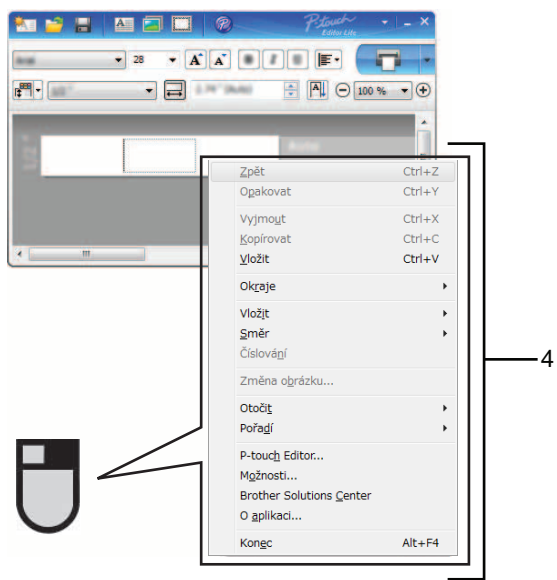 P-touch
Editor Lite
28
100 %
Zpět Ctrl+Z
Opakovat Ctrl+Y
Vyjmout Ctrl+X
Kopírovat Ctrl+C
Vložit Ctrl+V
Okraje
Vložit
Směr
Číslování
Změna obrázku...
Otočit
Pořadí
P-touch Editor...
Možnosti...
Brother Solutions Center
O aplikaci...
Konec Alt+F4
4